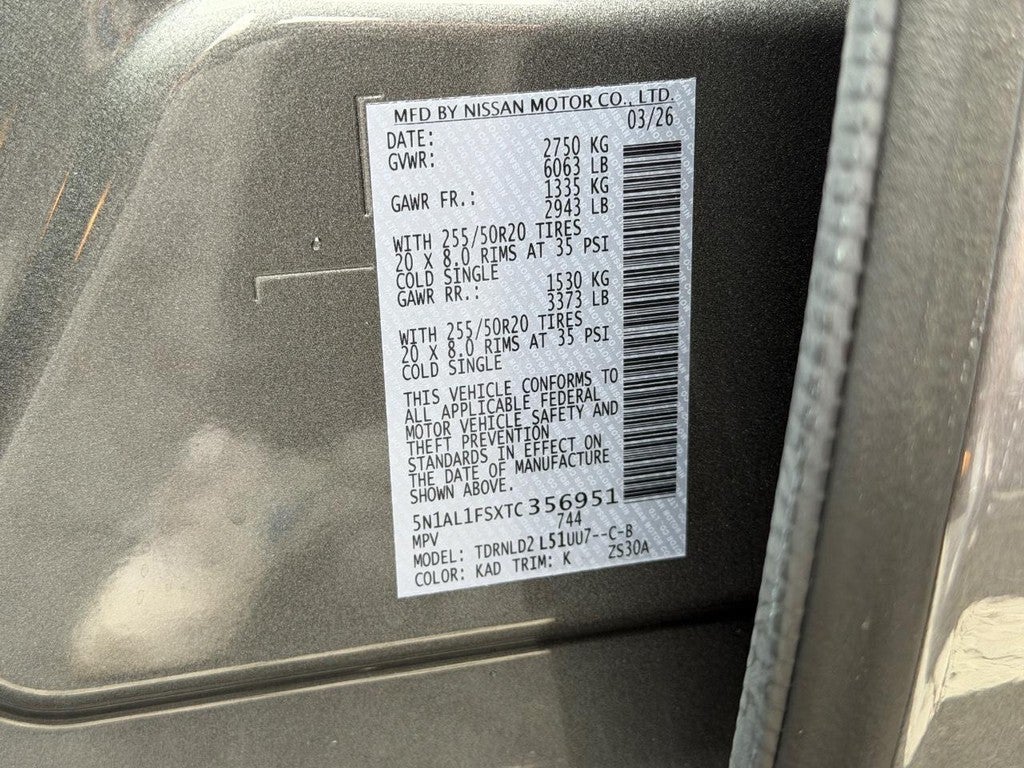 MFD BY NISSAN MOTOR CO., LTD.
DATE: 03/26
GVWR: 2750 KG
6063 LB
GAWR FR.: 1335 KG
2943 LB
WITH 255/50R20 TIRES
20 X 8.0 RIMS AT 35 PSI
COLD SINGLE
GAWR RR.: 1530 KG
3373 LB
WITH 255/50R20 TIRES
20 X 8.0 RIMS AT 35 PSI
COLD SINGLE
THIS VEHICLE CONFORMS TO
ALL APPLICABLE FEDERAL
MOTOR VEHICLE SAFETY AND
THEFT PREVENTION
STANDARDS IN EFFECT ON
THE DATE OF MANUFACTURE
SHOWN ABOVE.
5N1AL1FSXTC356951
MPV 744
MODEL: TDRNLD2 L51UU7--C-B
COLOR: KAD TRIM: K ZS30A